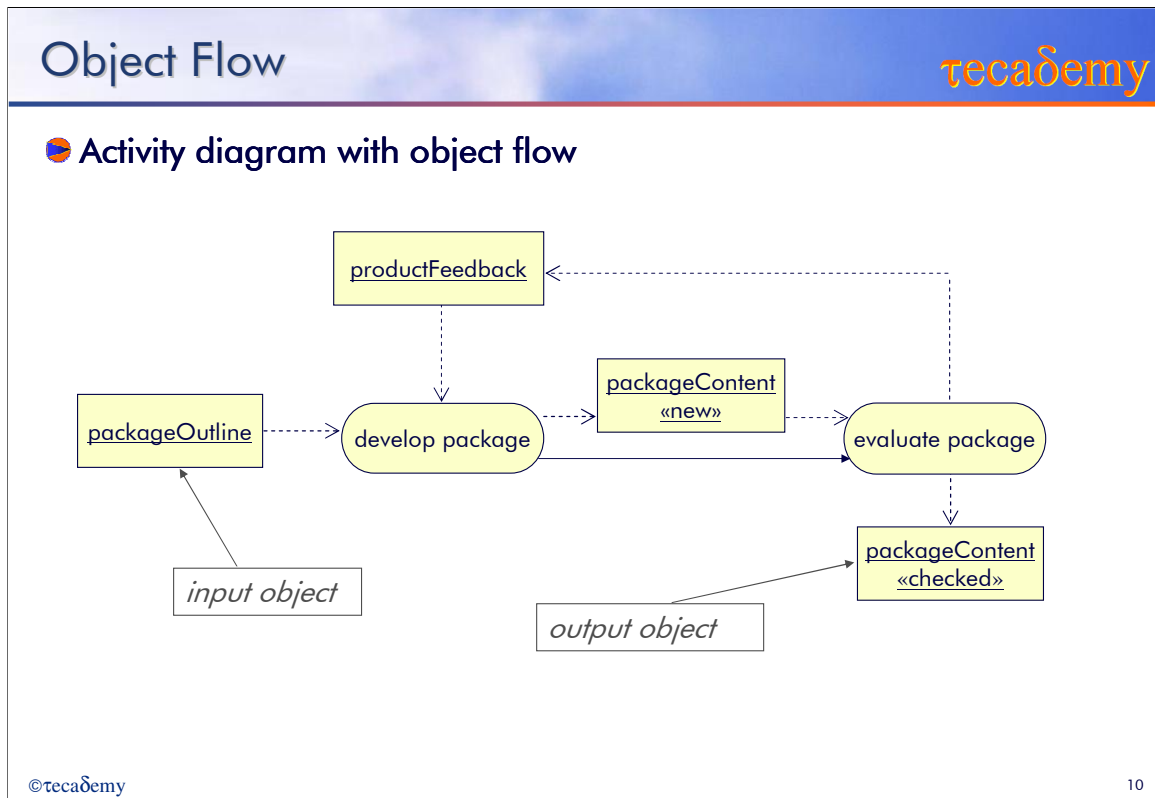 Object Flow
τecaδemy
Activity diagram with object flow
productFeedback
packageContent
«new»
packageOutline
develop package
evaluate package
packageContent
«checked»
input object
output object
©τecaδemy
10